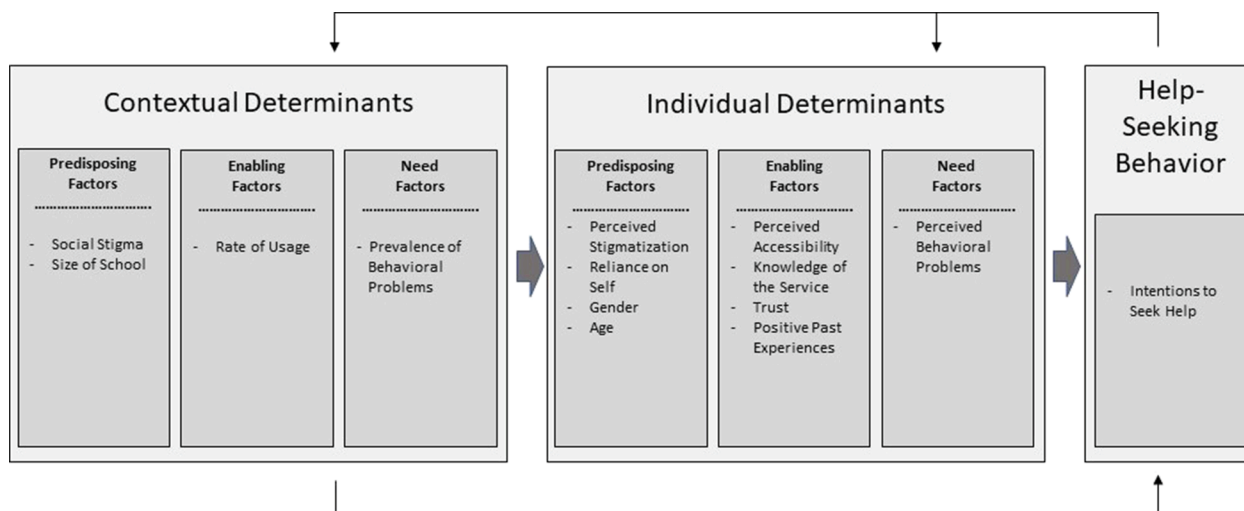 Contextual Determinants
Predisposing
Factors
- Social Stigma
- Size of School
Enabling
Factors
- Rate of Usage
Need
Factors
- Prevalence of
Behavioral
Problems
Individual Determinants
Predisposing
Factors
- Perceived
Stigmatization
- Reliance on
Self
- Gender
- Age
Enabling
Factors
- Perceived
Accessibility
- Knowledge of
the Service
- Trust
- Positive Past
Experiences
Need
Factors
- Perceived
Behavioral
Problems
Help-
Seeking
Behavior
- Intentions to
Seek Help